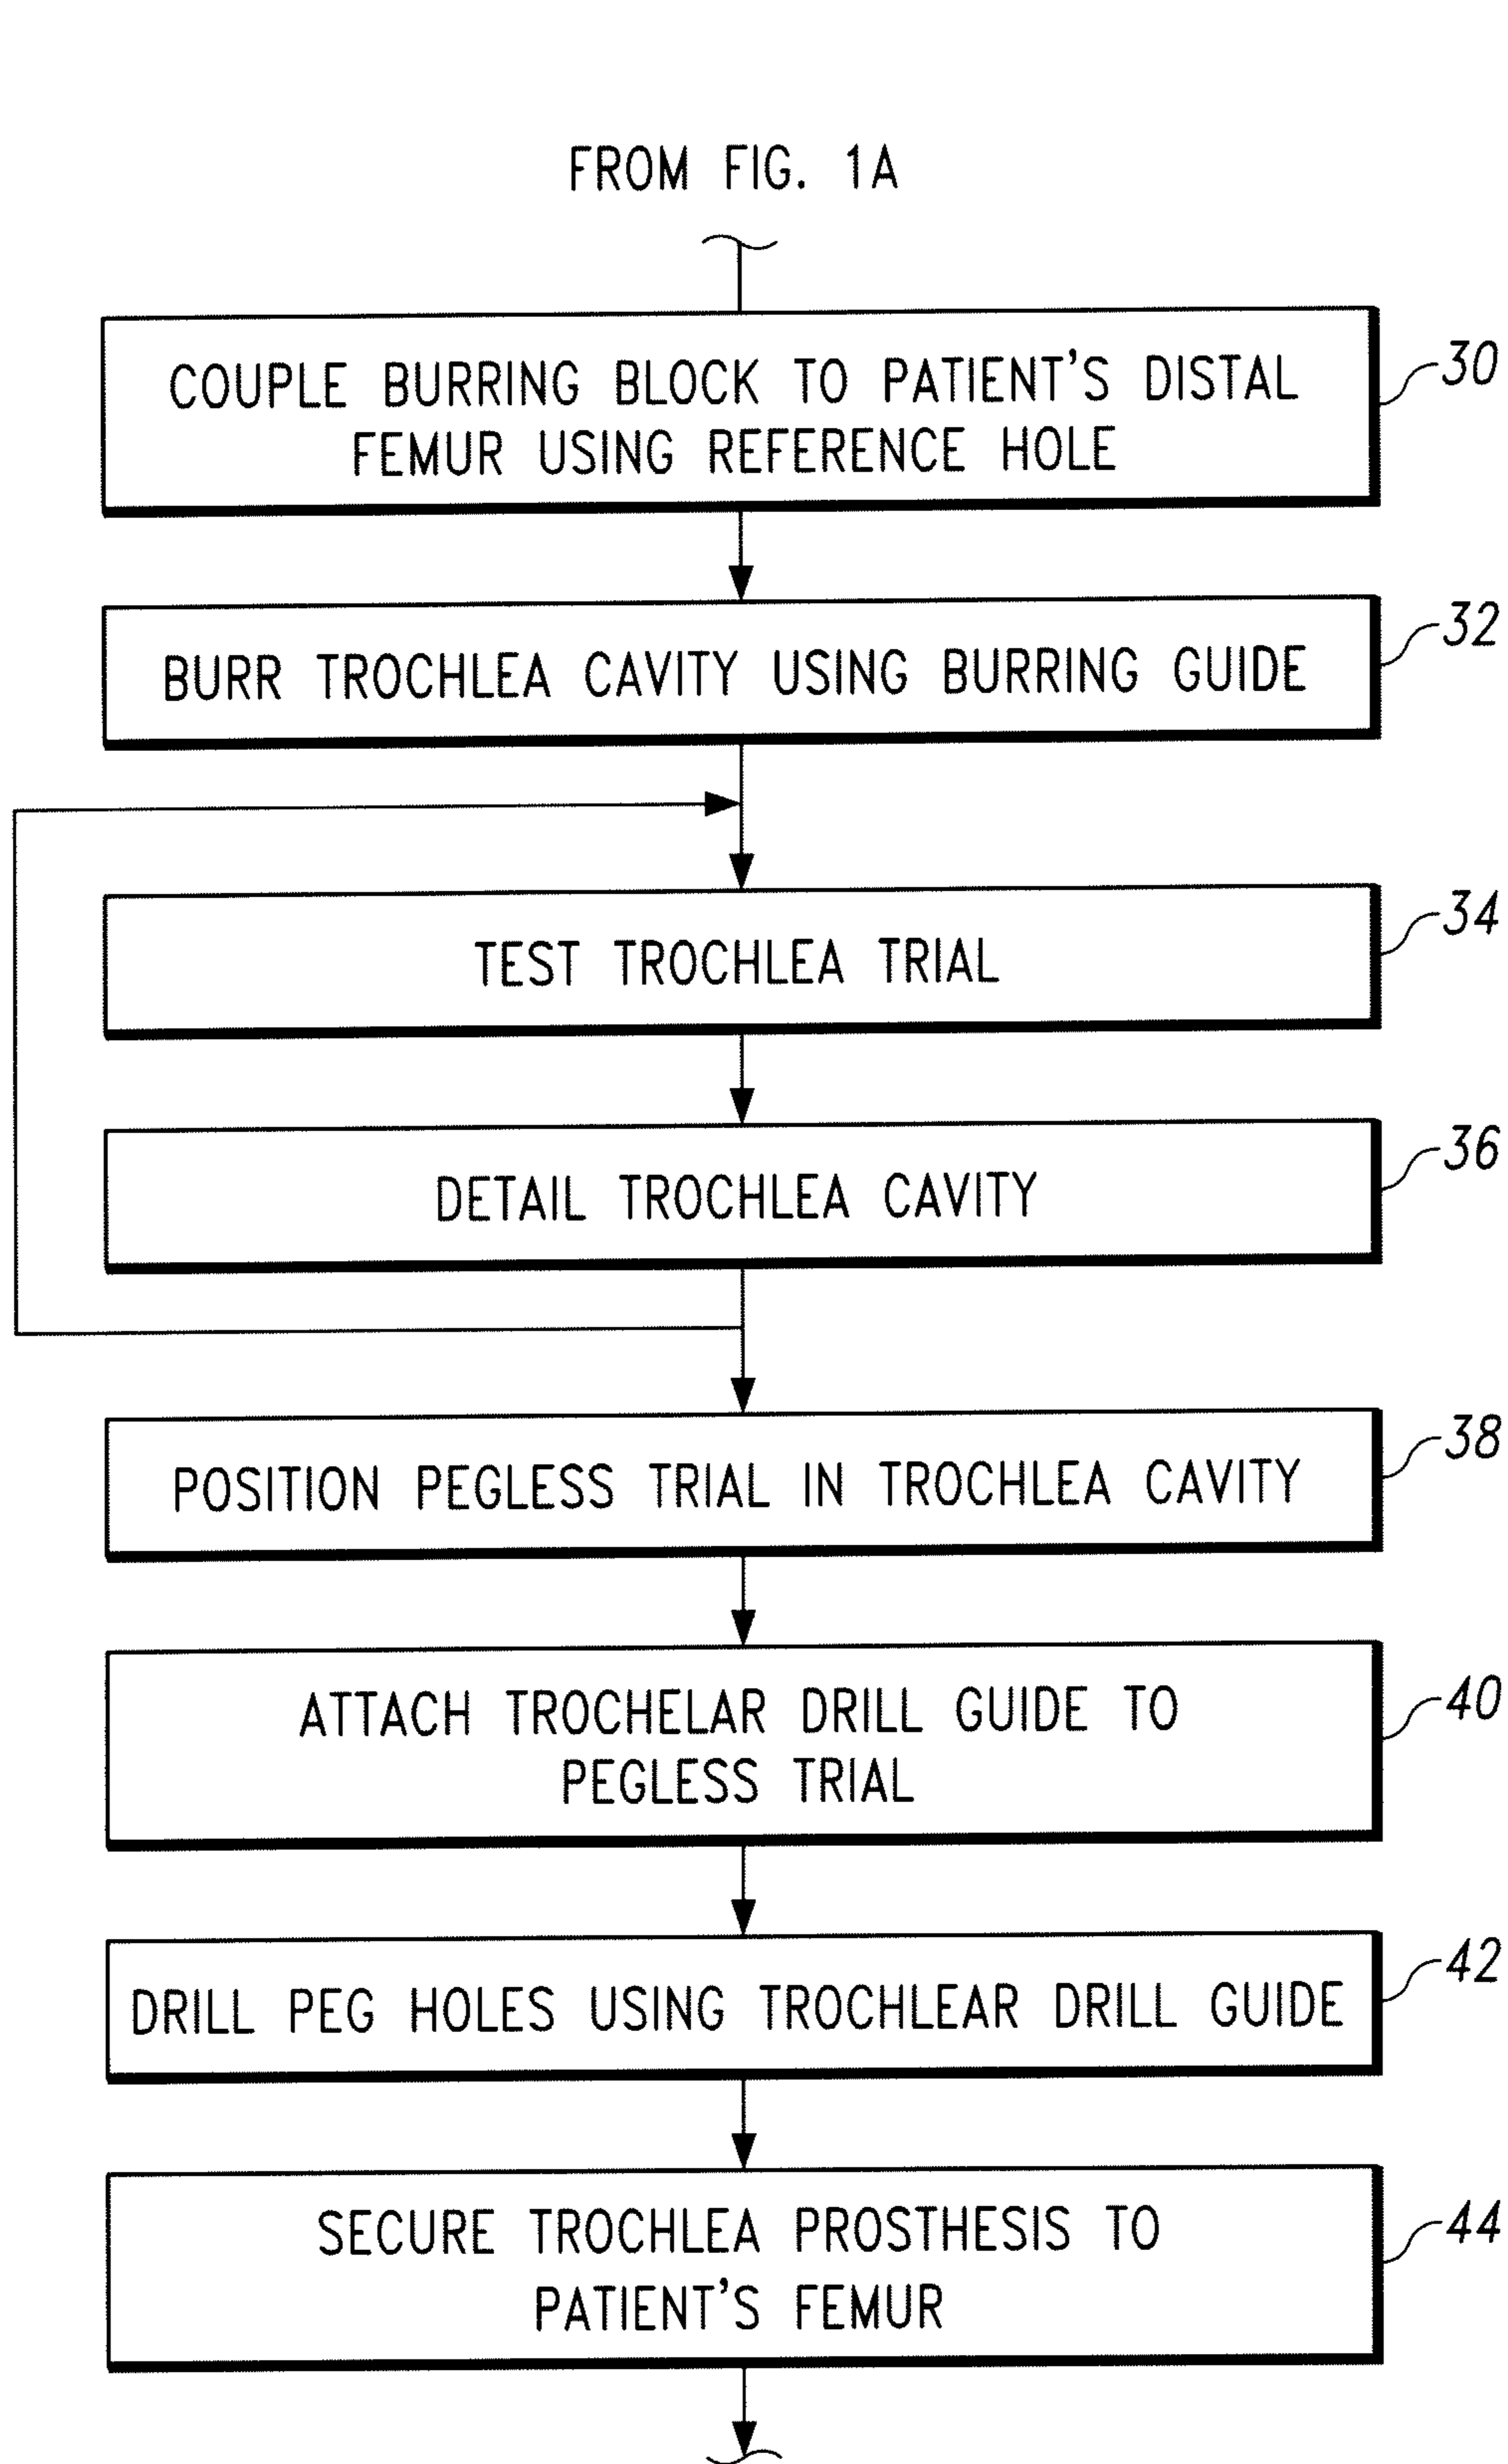 FROM FIG. 1A
COUPLE BURRING BLOCK TO PATIENT'S DISTAL
FEMUR USING REFERENCE HOLE
30
BURR TROCHLEA CAVITY USING BURRING GUIDE
32
TEST TROCHLEA TRIAL
34
DETAIL TROCHLEA CAVITY
36
POSITION PEGLESS TRIAL IN TROCHLEA CAVITY
38
ATTACH TROCHELAR DRILL GUIDE TO
PEGLESS TRIAL
40
DRILL PEG HOLES USING TROCHLEAR DRILL GUIDE
42
SECURE TROCHLEA PROSTHESIS TO
PATIENT'S FEMUR
44